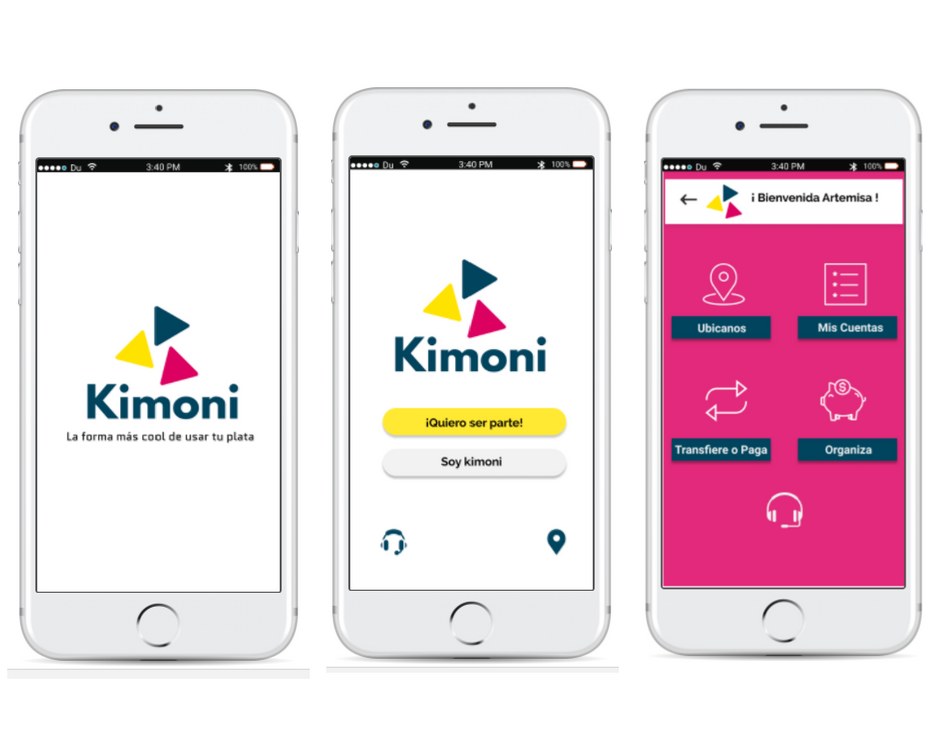 Du 3:40 PM 100%
Kimoni
La forma más cool de usar tu plata
Du 3:40 PM 100%
Kimoni
¡Quiero ser parte!
Soy kimoni
Du 3:40 PM 100%
¡ Bienvenida Artemisa !
Ubicanos
Mis Cuentas
Transfiere o Paga
Organiza